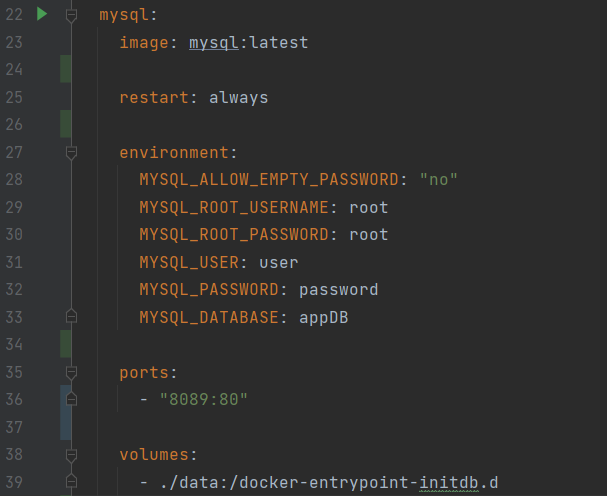 22 mysql:
23 image: mysql:latest
24
25 restart: always
26
27 environment:
28 MYSQL_ALLOW_EMPTY_PASSWORD: "no"
29 MYSQL_ROOT_USERNAME: root
30 MYSQL_ROOT_PASSWORD: root
31 MYSQL_USER: user
32 MYSQL_PASSWORD: password
33 MYSQL_DATABASE: appDB
34
35 ports:
36 - "8089:80"
37
38 volumes:
39 - ./data:/docker-entrypoint-initdb.d